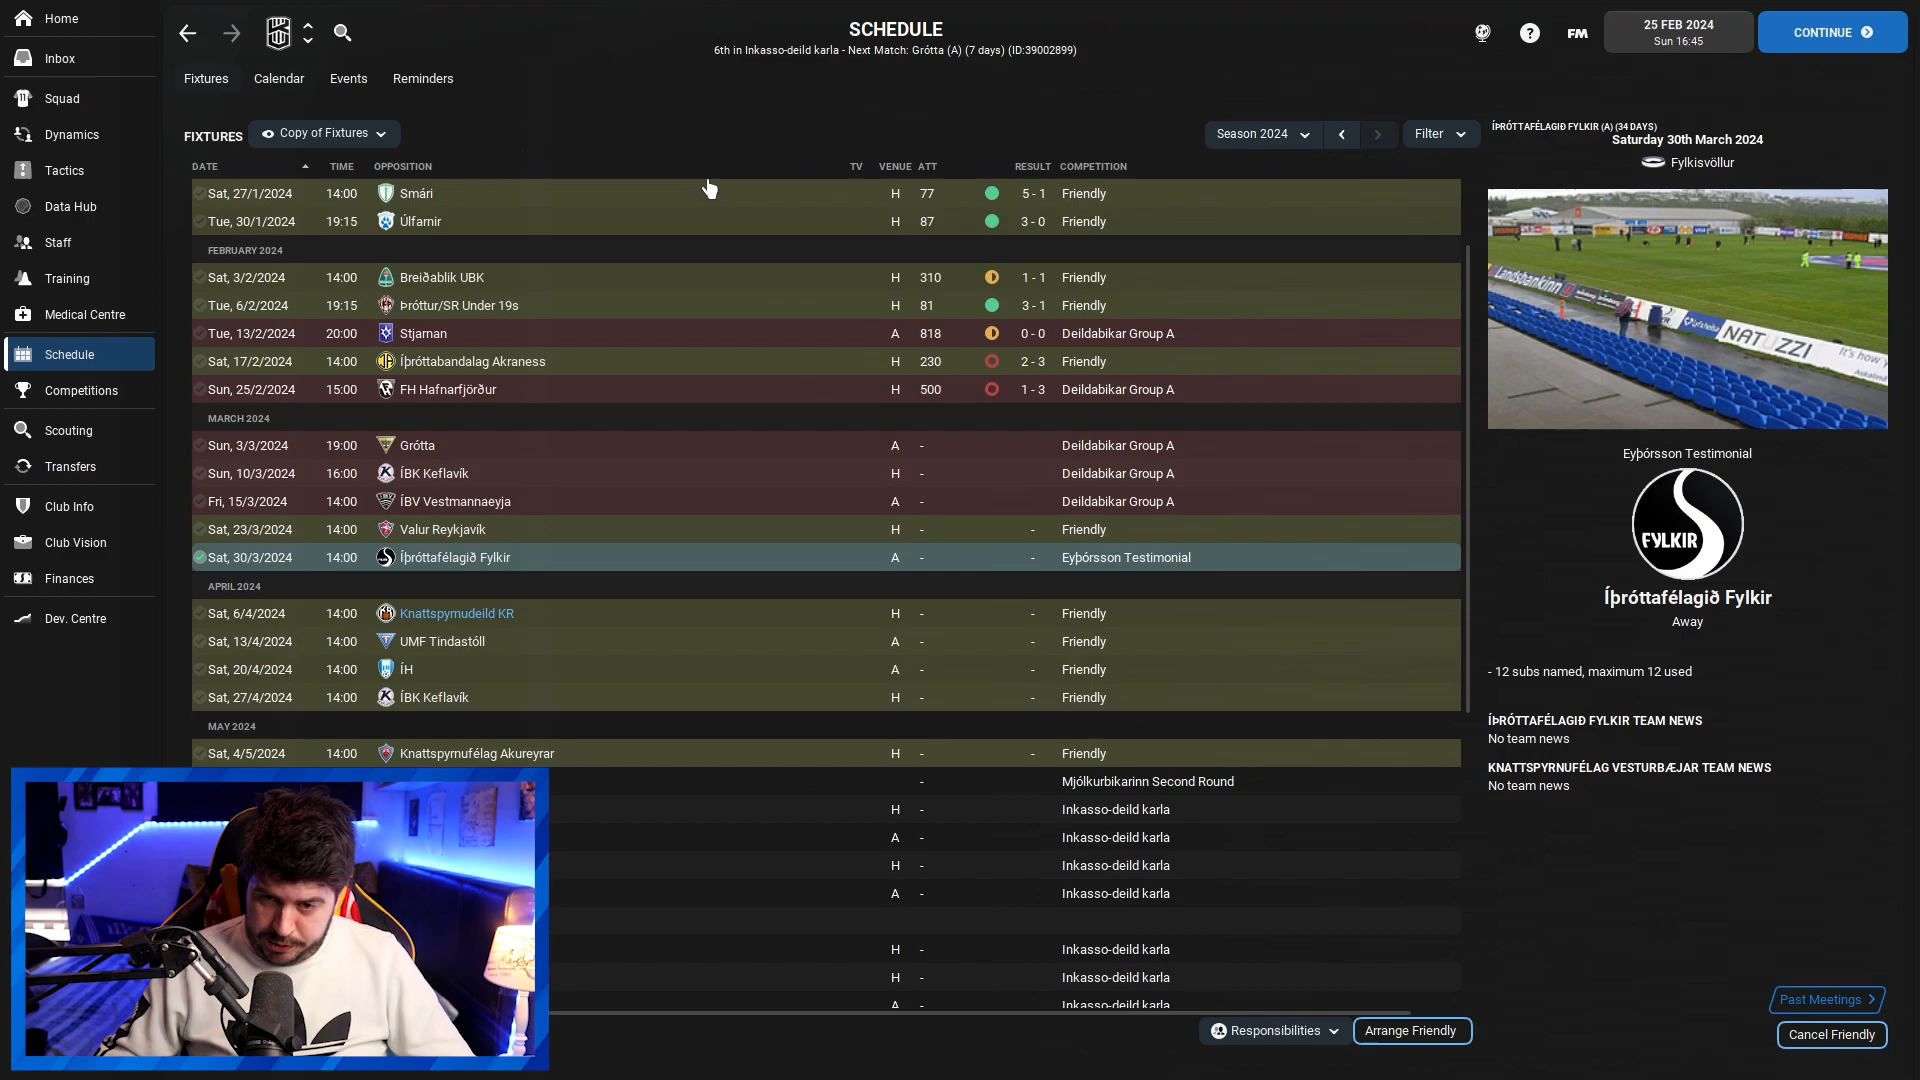 Home
Inbox
Squad
Dynamics
Tactics
Data Hub
Staff
Training
Medical Centre
Schedule
Competitions
Scouting
Transfers
Club Info
Club Vision
Finances
Dev. Centre
SCHEDULE
6th in Inkasso-deild karla - Next Match: Grótta (A) (7 days) (ID:39002899)
FM
25 FEB 2024
Sun 16:45
CONTINUE
Fixtures Calendar Events Reminders
FIXTURES Copy of Fixtures Season 2024 Filter
DATE TIME OPPOSITION TV VENUE ATT RESULT COMPETITION
Sat, 27/1/2024 14:00 Smári H 77 5 - 1 Friendly
Tue, 30/1/2024 19:15 Úlfarnir H 87 3 - 0 Friendly
FEBRUARY 2024
Sat, 3/2/2024 14:00 Breiðablik UBK H 310 1 - 1 Friendly
Tue, 6/2/2024 19:15 Þróttur/SR Under 19s H 81 3 - 1 Friendly
Tue, 13/2/2024 20:00 Stjarnan A 818 0 - 0 Deildabikar Group A
Sat, 17/2/2024 14:00 Íþróttabandalag Akraness H 230 2 - 3 Friendly
Sun, 25/2/2024 15:00 FH Hafnarfjörður H 500 1 - 3 Deildabikar Group A
MARCH 2024
Sun, 3/3/2024 19:00 Grótta A - Deildabikar Group A
Sun, 10/3/2024 16:00 ÍBK Keflavík H - Deildabikar Group A
Fri, 15/3/2024 14:00 ÍBV Vestmannaeyja A - Deildabikar Group A
Sat, 23/3/2024 14:00 Valur Reykjavík H - - Friendly
Sat, 30/3/2024 14:00 Íþróttafélagið Fylkir A - - Eyþórsson Testimonial
APRIL 2024
Sat, 6/4/2024 14:00 Knattspyrnudeild KR H - - Friendly
Sat, 13/4/2024 14:00 UMF Tindastóll A - - Friendly
Sat, 20/4/2024 14:00 ÍH A - - Friendly
Sat, 27/4/2024 14:00 ÍBK Keflavík H - - Friendly
MAY 2024
Sat, 4/5/2024 14:00 Knattspyrnufélag Akureyrar H - - Friendly
- Mjólkurbikarinn Second Round
H - Inkasso-deild karla
A - Inkasso-deild karla
H - Inkasso-deild karla
A - Inkasso-deild karla
H - Inkasso-deild karla
H - Inkasso-deild karla
A - Inkasso-deild karla
Responsibilities Arrange Friendly
ÍÞRÓTTAFÉLAGIÐ FYLKIR (A) (34 DAYS)
Saturday 30th March 2024
Fylkisvöllur
Landsbankinn
NATUZZI
It's how
Eyþórsson Testimonial
FYLKIR
Íþróttafélagið Fylkir
Away
- 12 subs named, maximum 12 used
ÍÞRÓTTAFÉLAGIÐ FYLKIR TEAM NEWS
No team news
KNATTSPYRNUFÉLAG VESTURBÆJAR TEAM NEWS
No team news
Past Meetings
Cancel Friendly